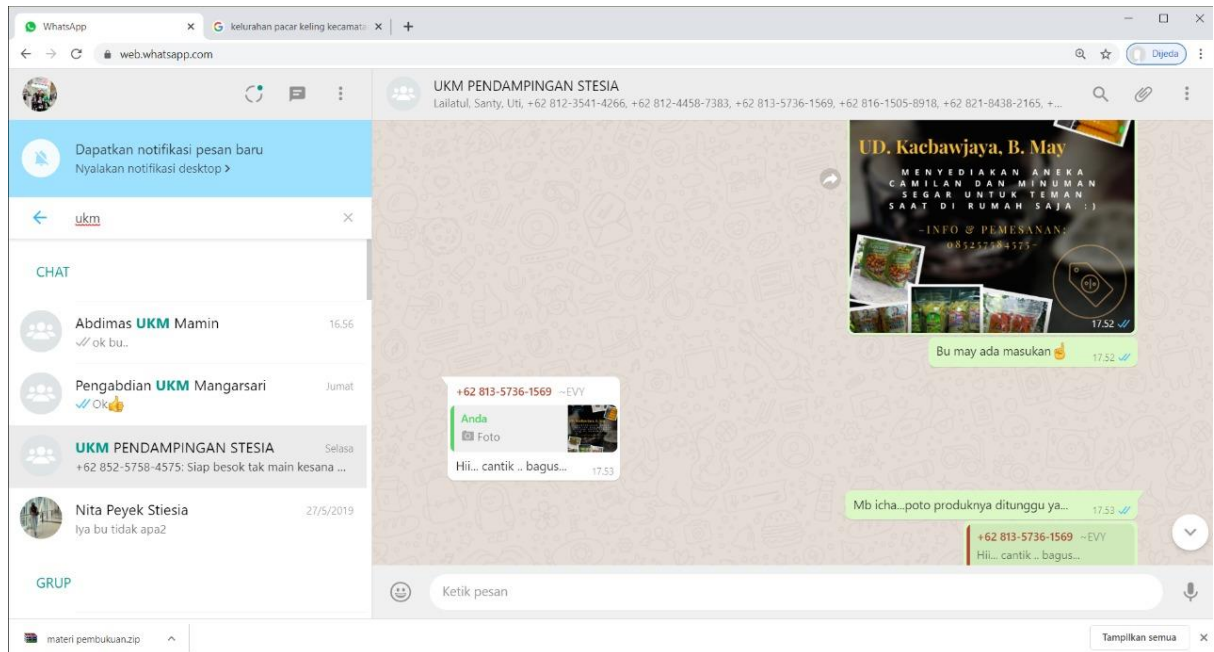 WhatsApp
kelurahan pacar keling kecamata
web.whatsapp.com
Dijeda
Dapatkan notifikasi pesan baru
Nyalakan notifikasi desktop >
ukm
CHAT
Abdimas UKM Mamin 16.56
ok bu..
Pengabdian UKM Mangarsari Jumat
Ok👍
UKM PENDAMPINGAN STESIA Selasa
+62 852-5758-4575: Siap besok tak main kesana ...
Nita Peyek Stiesia 27/5/2019
Iya bu tidak apa2
GRUP
UKM PENDAMPINGAN STESIA
Lailatul, Santy, Uti, +62 812-3541-4266, +62 812-4458-7383, +62 813-5736-1569, +62 816-1505-8918, +62 821-8438-2165, +...
UD. Kacbawjaya, B. May
MENYEDIAKAN ANEKA
CAMILAN DAN MINUMAN
SEGAR UNTUK TEMAN
SAAT DI RUMAH SAJA :)
~INFO & PEMESANAN:
085257584575~
17.52
Bu may ada masukan☝ 17.52
+62 813-5736-1569 ~EVY
Anda
Foto
Hii... cantik .. bagus... 17.53
Mb icha...poto produknya ditunggu ya... 17.53
+62 813-5736-1569 ~EVY
Hii... cantik .. bagus...
Ketik pesan
materi pembukuan.zip
Tampilkan semua